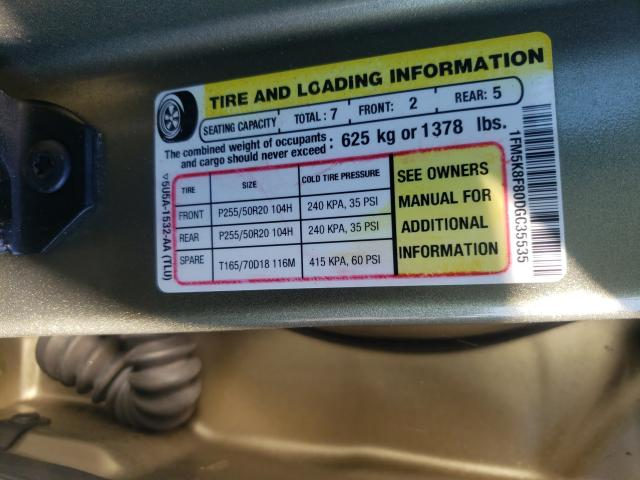 TIRE AND LOADING INFORMATION
SEATING CAPACITY TOTAL : 7 FRONT: 2 REAR: 5
The combined weight of occupants and cargo should never exceed : 625 kg or 1378 lbs.
TIRE SIZE COLD TIRE PRESSURE
FRONT P255/50R20 104H 240 KPA, 35 PSI
REAR P255/50R20 104H 240 KPA, 35 PSI
SPARE T165/70D18 116M 415 KPA, 60 PSI
SEE OWNERS
MANUAL FOR
ADDITIONAL
INFORMATION
5U5A-1532-AA (TLU)
1FM5K8F80DGC35535